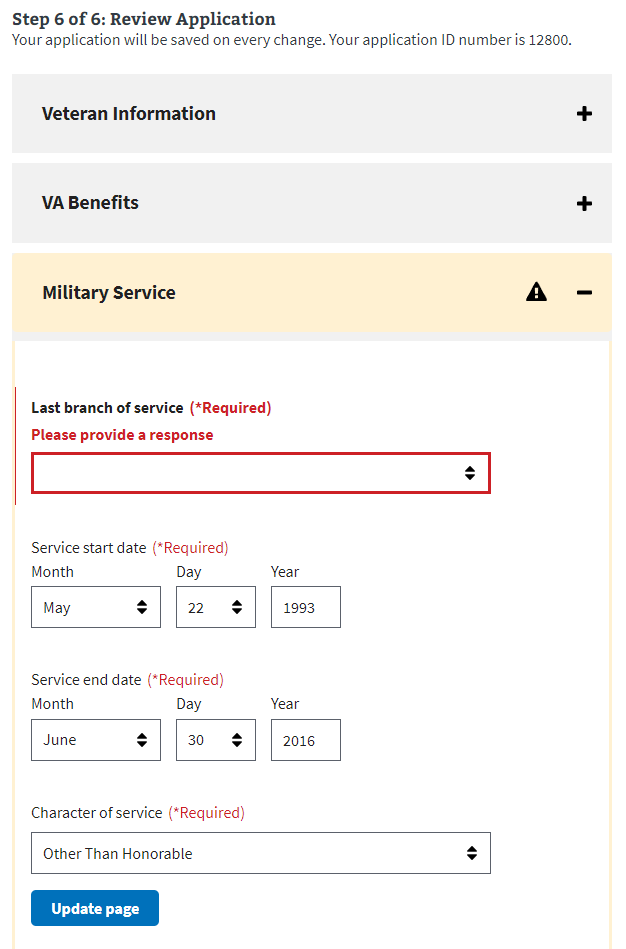 Step 6 of 6: Review Application
Your application will be saved on every change. Your application ID number is 12800.
Veteran Information
VA Benefits
Military Service
Last branch of service (*Required)
Please provide a response
Service start date (*Required)
Month Day Year
May 22 1993
Service end date (*Required)
Month Day Year
June 30 2016
Character of service (*Required)
Other Than Honorable
Update page